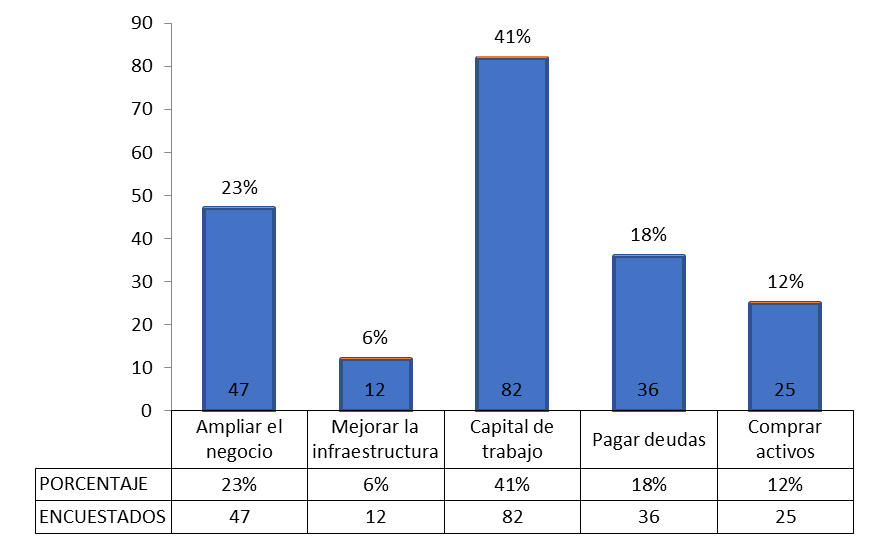 90
80
70
60
50
40
30
20
10
0
23%
6%
41%
18%
12%
47
12
82
36
25
Ampliar el negocio
Mejorar la infraestructura
Capital de trabajo
Pagar deudas
Comprar activos
PORCENTAJE 23% 6% 41% 18% 12%
ENCUESTADOS 47 12 82 36 25